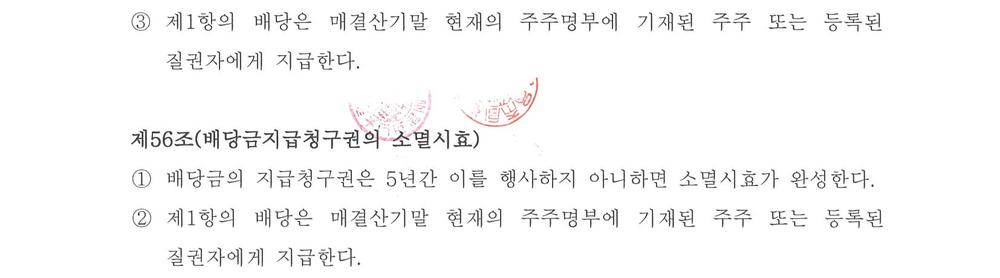 ③ 제1항의 배당은 매결산기말 현재의 주주명부에 기재된 주주 또는 등록된
질권자에게 지급한다.
제56조(배당금지급청구권의 소멸시효)
① 배당금의 지급청구권은 5년간 이를 행사하지 아니하면 소멸시효가 완성한다.
② 제1항의 배당은 매결산기말 현재의 주주명부에 기재된 주주 또는 등록된
질권자에게 지급한다.